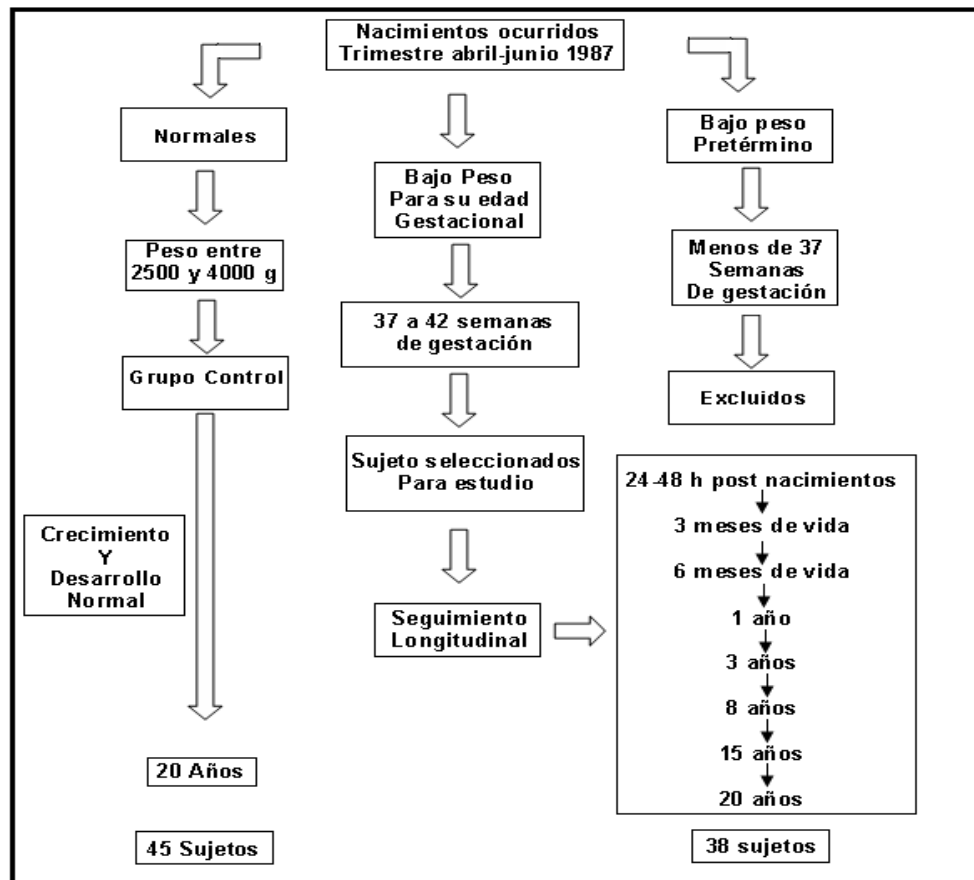 Nacimientos ocurridos
Trimestre abril-junio 1987
Normales
Peso entre
2500 y 4000 g
Grupo Control
Crecimiento
Y
Desarrollo
Normal
20 Años
45 Sujetos
Bajo Peso
Para su edad
Gestacional
37 a 42 semanas
de gestación
Sujeto seleccionados
Para estudio
Seguimiento
Longitudinal
Bajo peso
Pretérmino
Menos de 37
Semanas
De gestación
Excluidos
24-48 h post nacimientos
3 meses de vida
6 meses de vida
1 año
3 años
8 años
15 años
20 años
38 sujetos